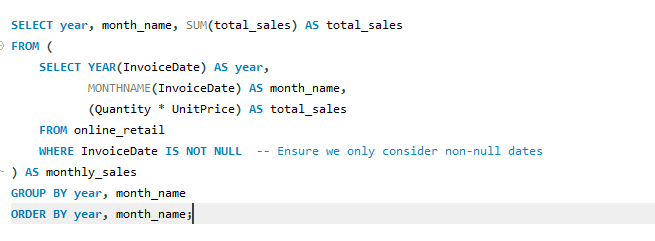 SELECT year, month_name, SUM(total_sales) AS total_sales
FROM (
    SELECT YEAR(InvoiceDate) AS year,
           MONTHNAME(InvoiceDate) AS month_name,
           (Quantity * UnitPrice) AS total_sales
    FROM online_retail
    WHERE InvoiceDate IS NOT NULL  -- Ensure we only consider non-null dates
) AS monthly_sales
GROUP BY year, month_name
ORDER BY year, month_name;